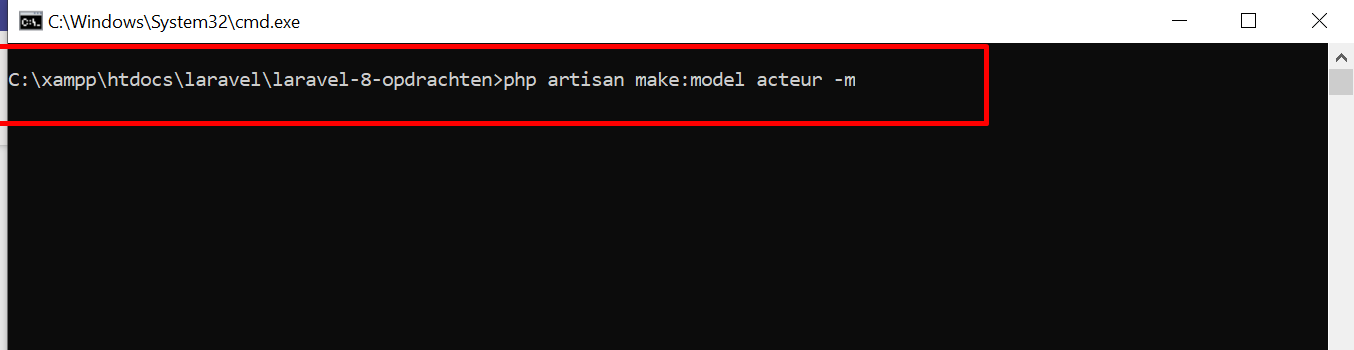 C:\Windows\System32\cmd.exe
C:\xampp\htdocs\laravel\laravel-8-opdrachten>php artisan make:model acteur -m